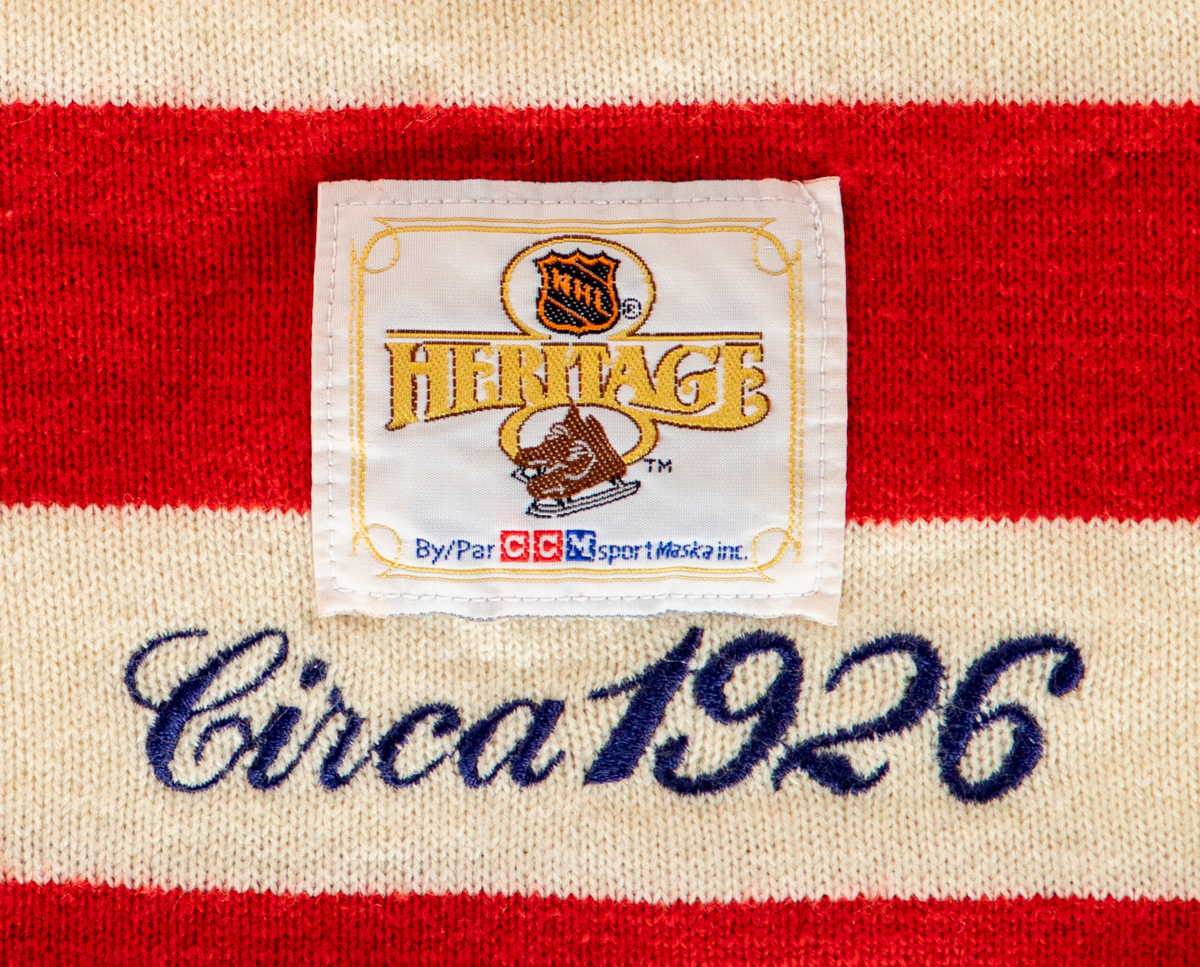 NHL ®
HERITAGE
TM
By/Par CCM sport Maska inc.
Circa 1926